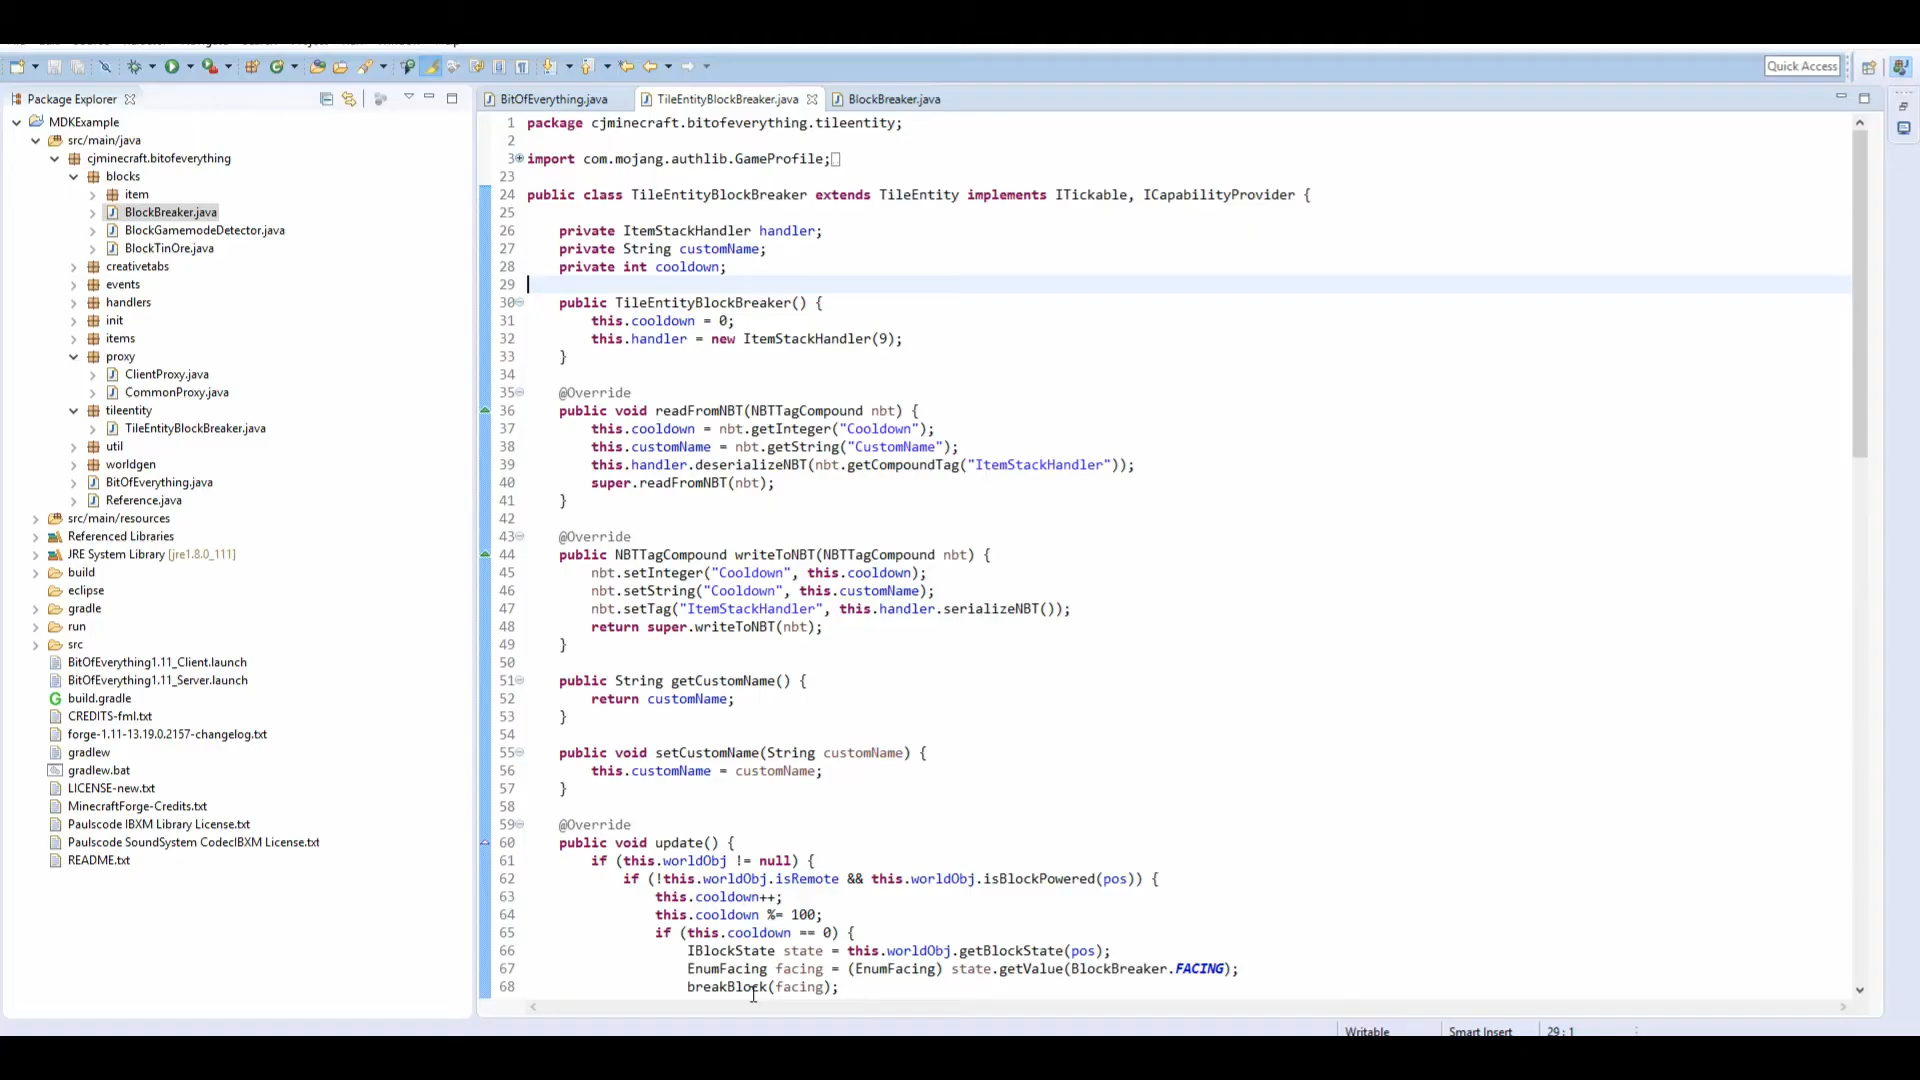 Quick Access
Package Explorer
MDKExample
src/main/java
cjminecraft.bitofeverything
blocks
item
BlockBreaker.java
BlockGamemodeDetector.java
BlockTinOre.java
creativetabs
events
handlers
init
items
proxy
ClientProxy.java
CommonProxy.java
tileentity
TileEntityBlockBreaker.java
util
worldgen
BitOfEverything.java
Reference.java
src/main/resources
Referenced Libraries
JRE System Library [jre1.8.0_111]
build
eclipse
gradle
run
src
BitOfEverything1.11_Client.launch
BitOfEverything1.11_Server.launch
build.gradle
CREDITS-fml.txt
forge-1.11-13.19.0.2157-changelog.txt
gradlew
gradlew.bat
LICENSE-new.txt
MinecraftForge-Credits.txt
Paulscode IBXM Library License.txt
Paulscode SoundSystem CodecIBXM License.txt
README.txt
BitOfEverything.java TileEntityBlockBreaker.java BlockBreaker.java
1 package cjminecraft.bitofeverything.tileentity;
2
3 import com.mojang.authlib.GameProfile;
23
24 public class TileEntityBlockBreaker extends TileEntity implements ITickable, ICapabilityProvider {
25
26 private ItemStackHandler handler;
27 private String customName;
28 private int cooldown;
29
30 public TileEntityBlockBreaker() {
31 this.cooldown = 0;
32 this.handler = new ItemStackHandler(9);
33 }
34
35 @Override
36 public void readFromNBT(NBTTagCompound nbt) {
37 this.cooldown = nbt.getInteger("Cooldown");
38 this.customName = nbt.getString("CustomName");
39 this.handler.deserializeNBT(nbt.getCompoundTag("ItemStackHandler"));
40 super.readFromNBT(nbt);
41 }
42
43 @Override
44 public NBTTagCompound writeToNBT(NBTTagCompound nbt) {
45 nbt.setInteger("Cooldown", this.cooldown);
46 nbt.setString("Cooldown", this.customName);
47 nbt.setTag("ItemStackHandler", this.handler.serializeNBT());
48 return super.writeToNBT(nbt);
49 }
50
51 public String getCustomName() {
52 return customName;
53 }
54
55 public void setCustomName(String customName) {
56 this.customName = customName;
57 }
58
59 @Override
60 public void update() {
61 if (this.worldObj != null) {
62 if (!this.worldObj.isRemote && this.worldObj.isBlockPowered(pos)) {
63 this.cooldown++;
64 this.cooldown %= 100;
65 if (this.cooldown == 0) {
66 IBlockState state = this.worldObj.getBlockState(pos);
67 EnumFacing facing = (EnumFacing) state.getValue(BlockBreaker.FACING);
68 breakBlock(facing);
Writable Smart Insert 29 : 1